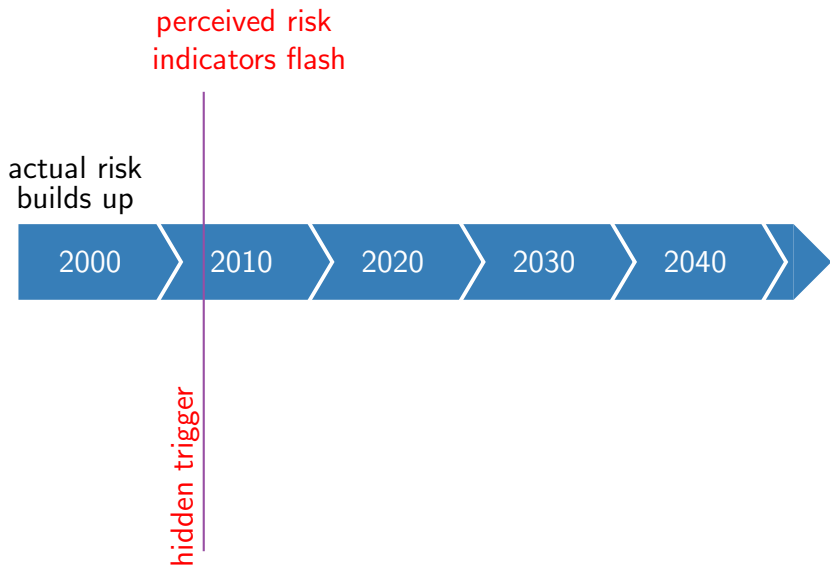 perceived risk
indicators flash
actual risk
builds up
2000 2010 2020 2030 2040
hidden trigger